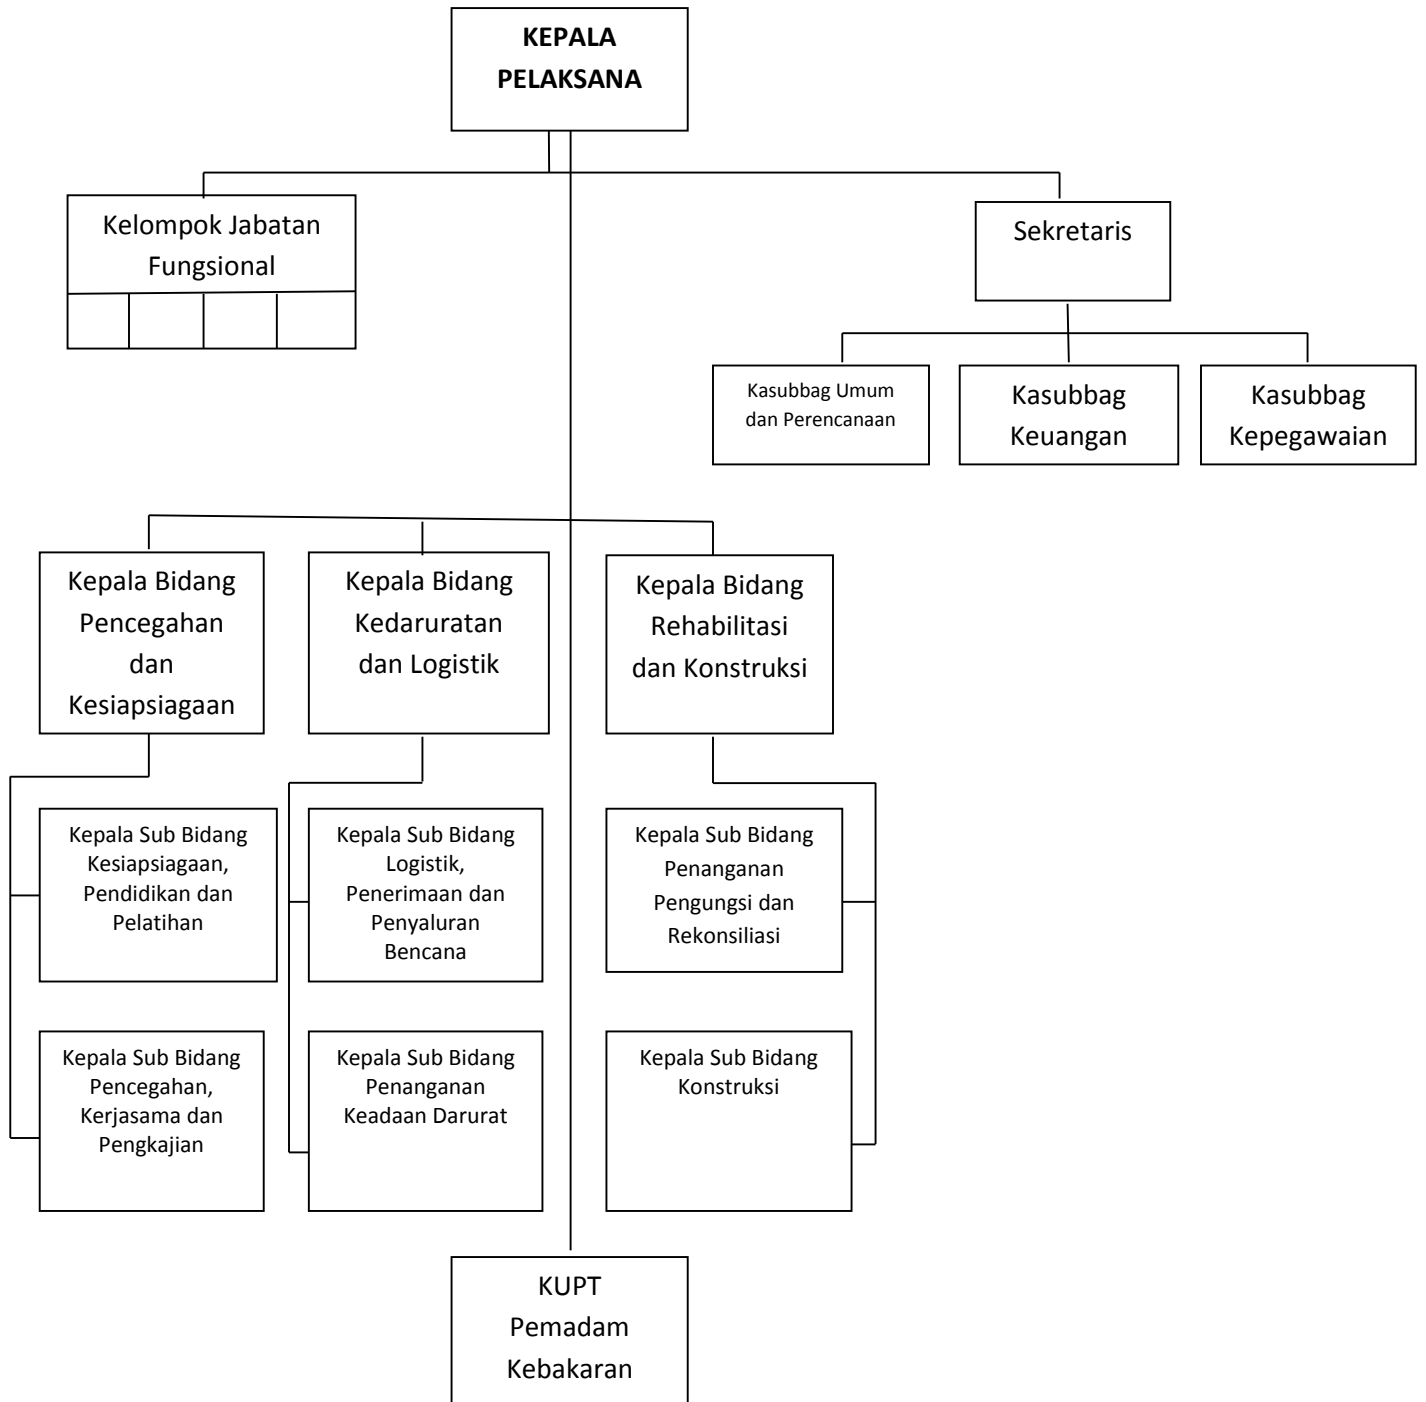 KEPALA
PELAKSANA
Kelompok Jabatan
Fungsional
Sekretaris
Kasubbag Umum
dan Perencanaan
Kasubbag
Keuangan
Kasubbag
Kepegawaian
Kepala Bidang
Pencegahan
dan
Kesiapsiagaan
Kepala Bidang
Kedaruratan
dan Logistik
Kepala Bidang
Rehabilitasi
dan Konstruksi
Kepala Sub Bidang
Kesiapsiagaan,
Pendidikan dan
Pelatihan
Kepala Sub Bidang
Logistik,
Penerimaan dan
Penyaluran
Bencana
Kepala Sub Bidang
Penanganan
Pengungsi dan
Rekonsiliasi
Kepala Sub Bidang
Pencegahan,
Kerjasama dan
Pengkajian
Kepala Sub Bidang
Penanganan
Keadaan Darurat
Kepala Sub Bidang
Konstruksi
KUPT
Pemadam
Kebakaran